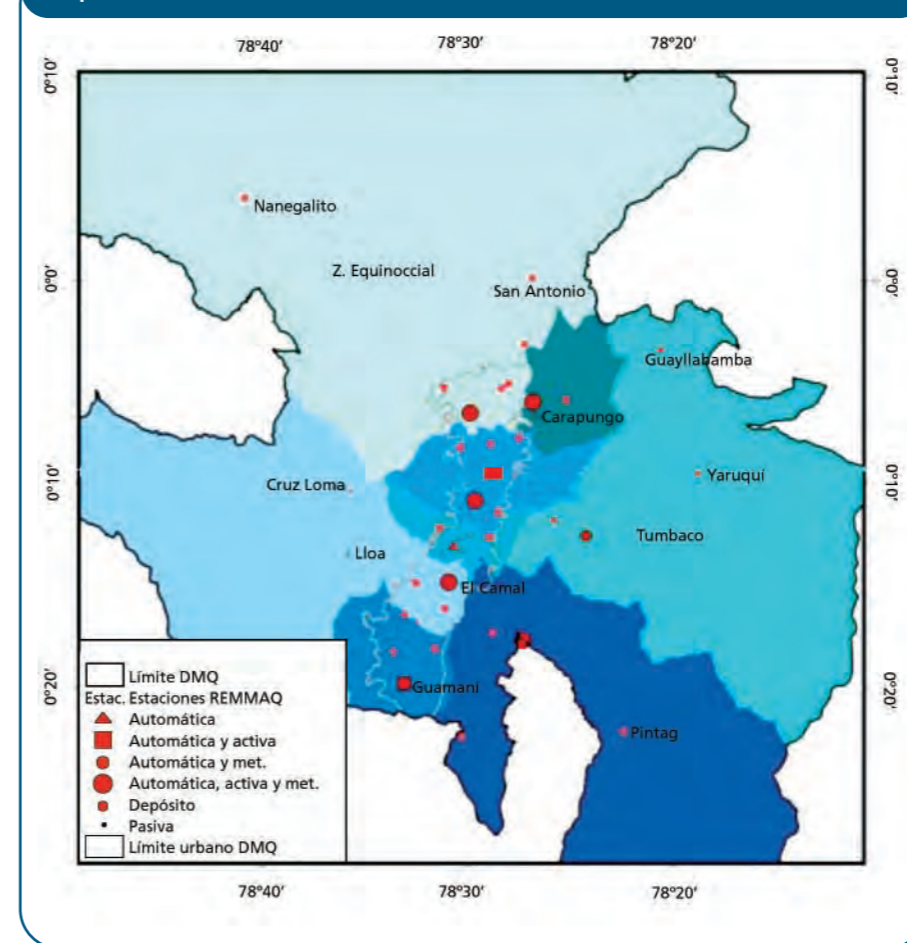 78°40′ 78°30′ 78°20′
0°10′ 0°10′
Nanegalito
Z. Equinoccial
0°0′ 0°0′
San Antonio
Guayllabamba
Carapungo
0°10′ 0°10′
Cruz Loma
Yaruquí
Tumbaco
Lloa
El Camal
Guamaní
0°20′ 0°20′
Pintag
Límite DMQ
Estac. Estaciones REMMAQ
Automática
Automática y activa
Automática y met.
Automática, activa y met.
Depósito
Pasiva
Límite urbano DMQ
78°40′ 78°30′ 78°20′